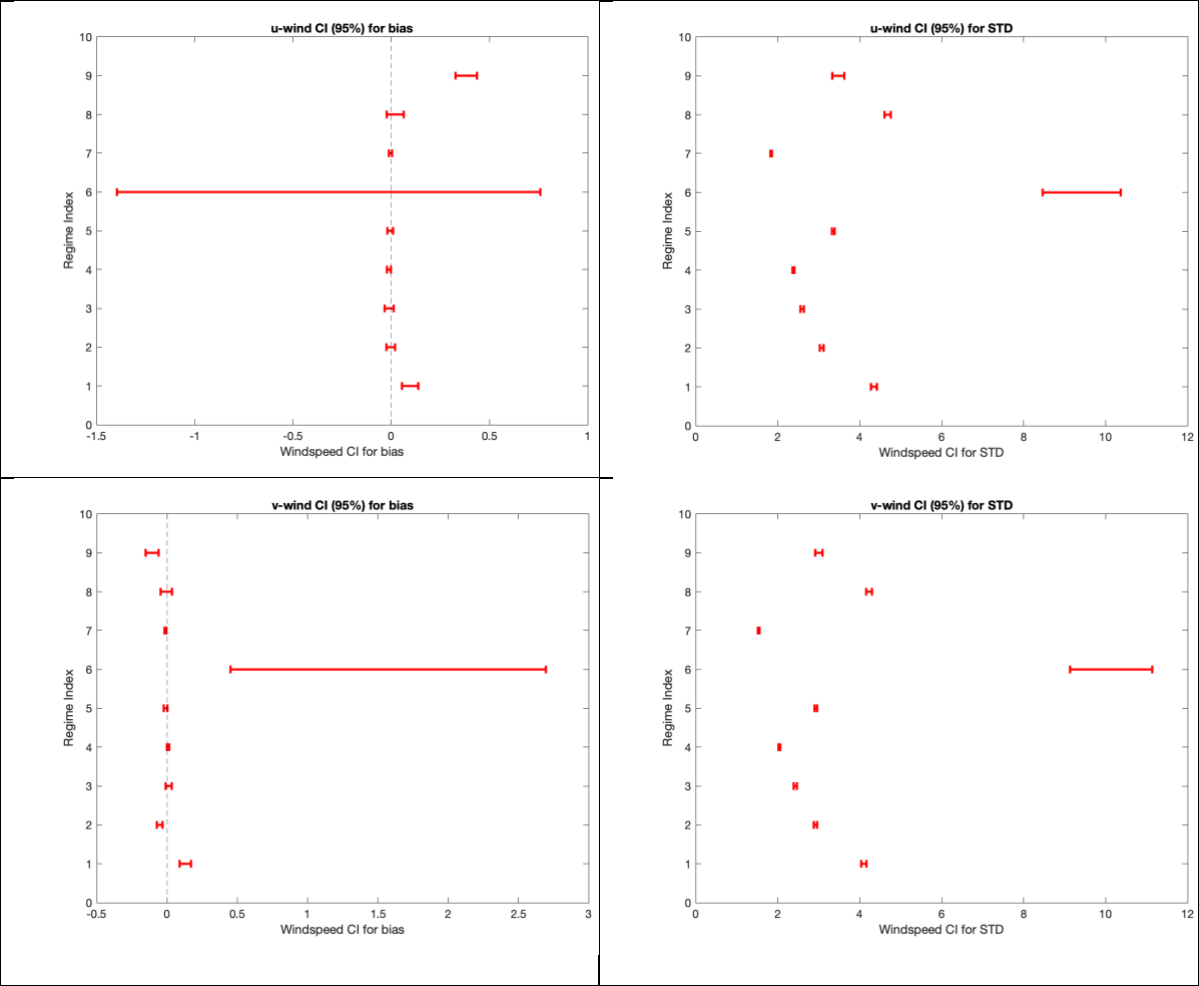 u-wind CI (95%) for bias
10
9
8
7
6
5
4
3
2
1
0
Regime Index
-1.5 -1 -0.5 0 0.5 1
Windspeed CI for bias
u-wind CI (95%) for STD
10
9
8
7
6
5
4
3
2
1
0
Regime Index
0 2 4 6 8 10 12
Windspeed CI for STD
v-wind CI (95%) for bias
10
9
8
7
6
5
4
3
2
1
0
Regime Index
-0.5 0 0.5 1 1.5 2 2.5 3
Windspeed CI for bias
v-wind CI (95%) for STD
10
9
8
7
6
5
4
3
2
1
0
Regime Index
0 2 4 6 8 10 12
Windspeed CI for STD